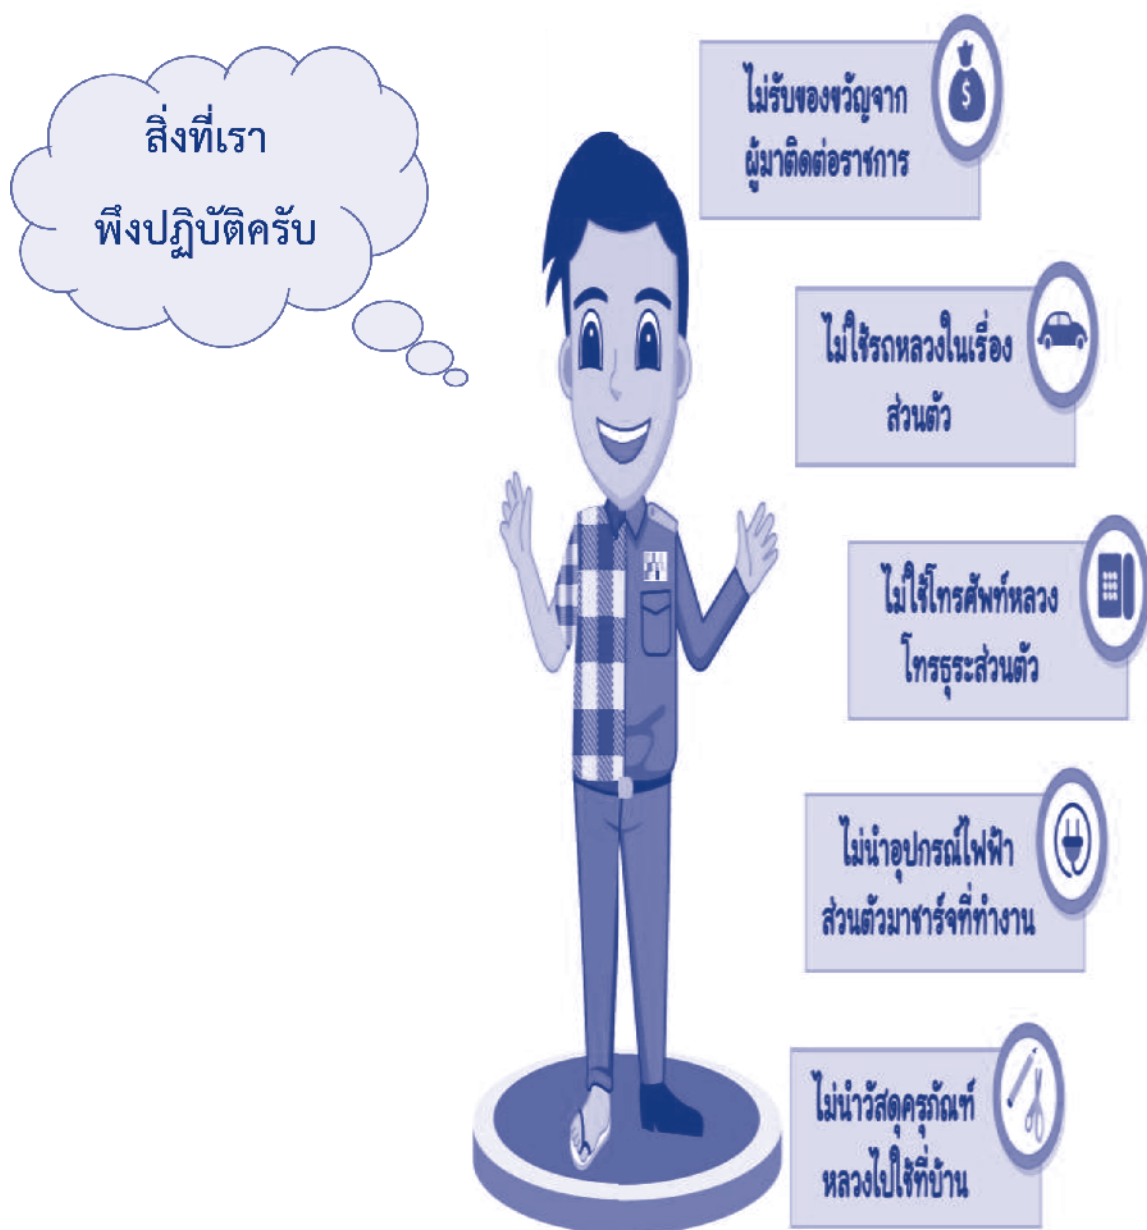 สิ่งที่เรา
พึงปฏิบัติครับ
ไม่รับของขวัญจาก
ผู้มาติดต่อราชการ
$
ไม่ใช้รถหลวงในเรื่อง
ส่วนตัว
ไม่ใช้โทรศัพท์หลวง
โทรธุระส่วนตัว
ไม่นำอุปกรณ์ไฟฟ้า
ส่วนตัวมาชาร์จที่ทำงาน
ไม่นำวัสดุครุภัณฑ์
หลวงไปใช้ที่บ้าน